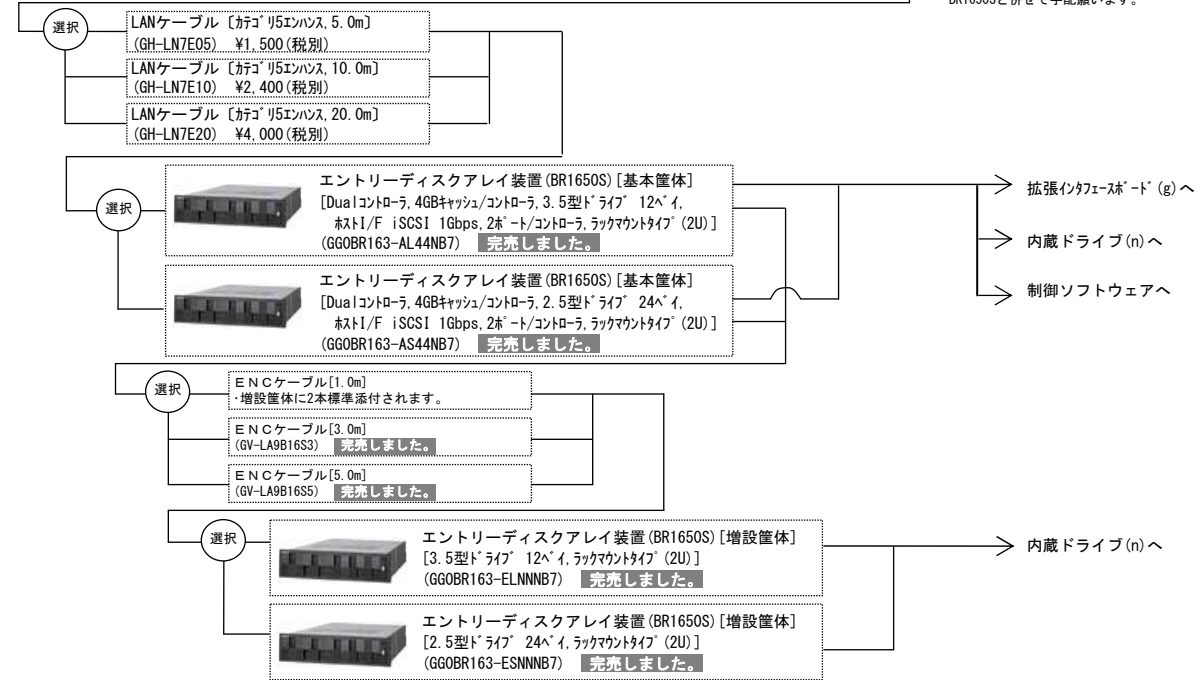 BR1650Sと併せて手配願います。
選択
LANケーブル〔ｶﾃｺﾞﾘ5ｴﾝﾊﾝｽ,5.0m〕
(GH-LN7E05) ¥1,500(税別)
LANケーブル〔ｶﾃｺﾞﾘ5ｴﾝﾊﾝｽ,10.0m〕
(GH-LN7E10) ¥2,400(税別)
LANケーブル〔ｶﾃｺﾞﾘ5ｴﾝﾊﾝｽ,20.0m〕
(GH-LN7E20) ¥4,000(税別)
選択
エントリーディスクアレイ装置(BR1650S)[基本筐体]
[Dualｺﾝﾄﾛｰﾗ,4GBｷｬｯｼｭ/ｺﾝﾄﾛｰﾗ,3.5型ﾄﾞﾗｲﾌﾞ 12ﾍﾞｲ,
ﾎｽﾄI/F iSCSI 1Gbps,2ﾎﾟｰﾄ/ｺﾝﾄﾛｰﾗ,ﾗｯｸﾏｳﾝﾄﾀｲﾌﾟ(2U)]
(GGOBR163-AL44NB7) 完売しました。
エントリーディスクアレイ装置(BR1650S)[基本筐体]
[Dualｺﾝﾄﾛｰﾗ,4GBｷｬｯｼｭ/ｺﾝﾄﾛｰﾗ,2.5型ﾄﾞﾗｲﾌﾞ 24ﾍﾞｲ,
ﾎｽﾄI/F iSCSI 1Gbps,2ﾎﾟｰﾄ/ｺﾝﾄﾛｰﾗ,ﾗｯｸﾏｳﾝﾄﾀｲﾌﾟ(2U)]
(GGOBR163-AS44NB7) 完売しました。
拡張ｲﾝﾀﾌｪｰｽﾎﾞｰﾄﾞ(g)へ
内蔵ドライブ(n)へ
制御ソフトウェアへ
選択
ＥＮＣケーブル[1.0m]
･増設筐体に2本標準添付されます。
ＥＮＣケーブル[3.0m]
(GV-LA9B16S3) 完売しました。
ＥＮＣケーブル[5.0m]
(GV-LA9B16S5) 完売しました。
選択
エントリーディスクアレイ装置(BR1650S)[増設筐体]
[3.5型ﾄﾞﾗｲﾌﾞ 12ﾍﾞｲ,ﾗｯｸﾏｳﾝﾄﾀｲﾌﾟ(2U)]
(GGOBR163-ELNNNB7) 完売しました。
エントリーディスクアレイ装置(BR1650S)[増設筐体]
[2.5型ﾄﾞﾗｲﾌﾞ 24ﾍﾞｲ,ﾗｯｸﾏｳﾝﾄﾀｲﾌﾟ(2U)]
(GGOBR163-ESNNNB7) 完売しました。
内蔵ドライブ(n)へ